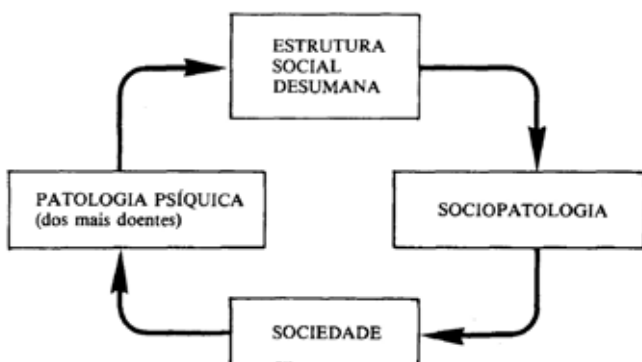 ESTRUTURA
SOCIAL
DESUMANA
PATOLOGIA PSÍQUICA
(dos mais doentes)
SOCIOPATOLOGIA
SOCIEDADE